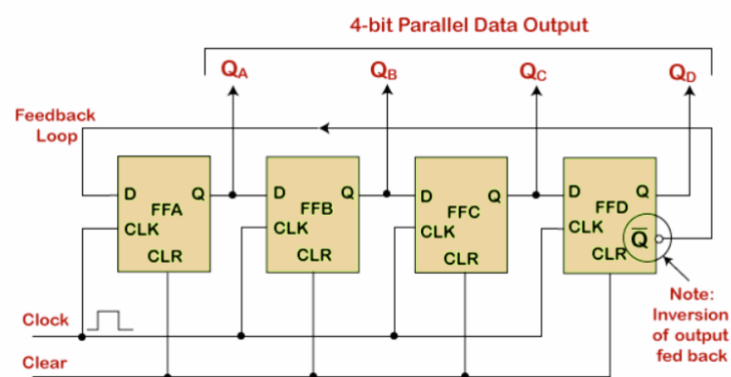 4-bit Parallel Data Output
QA QB QC QD
Feedback
Loop
D Q D Q D Q D Q
FFA FFB FFC FFD
CLK CLK CLK CLK
Q̅
CLR CLR CLR CLR
Note:
Inversion
of output
fed back
Clock
Clear